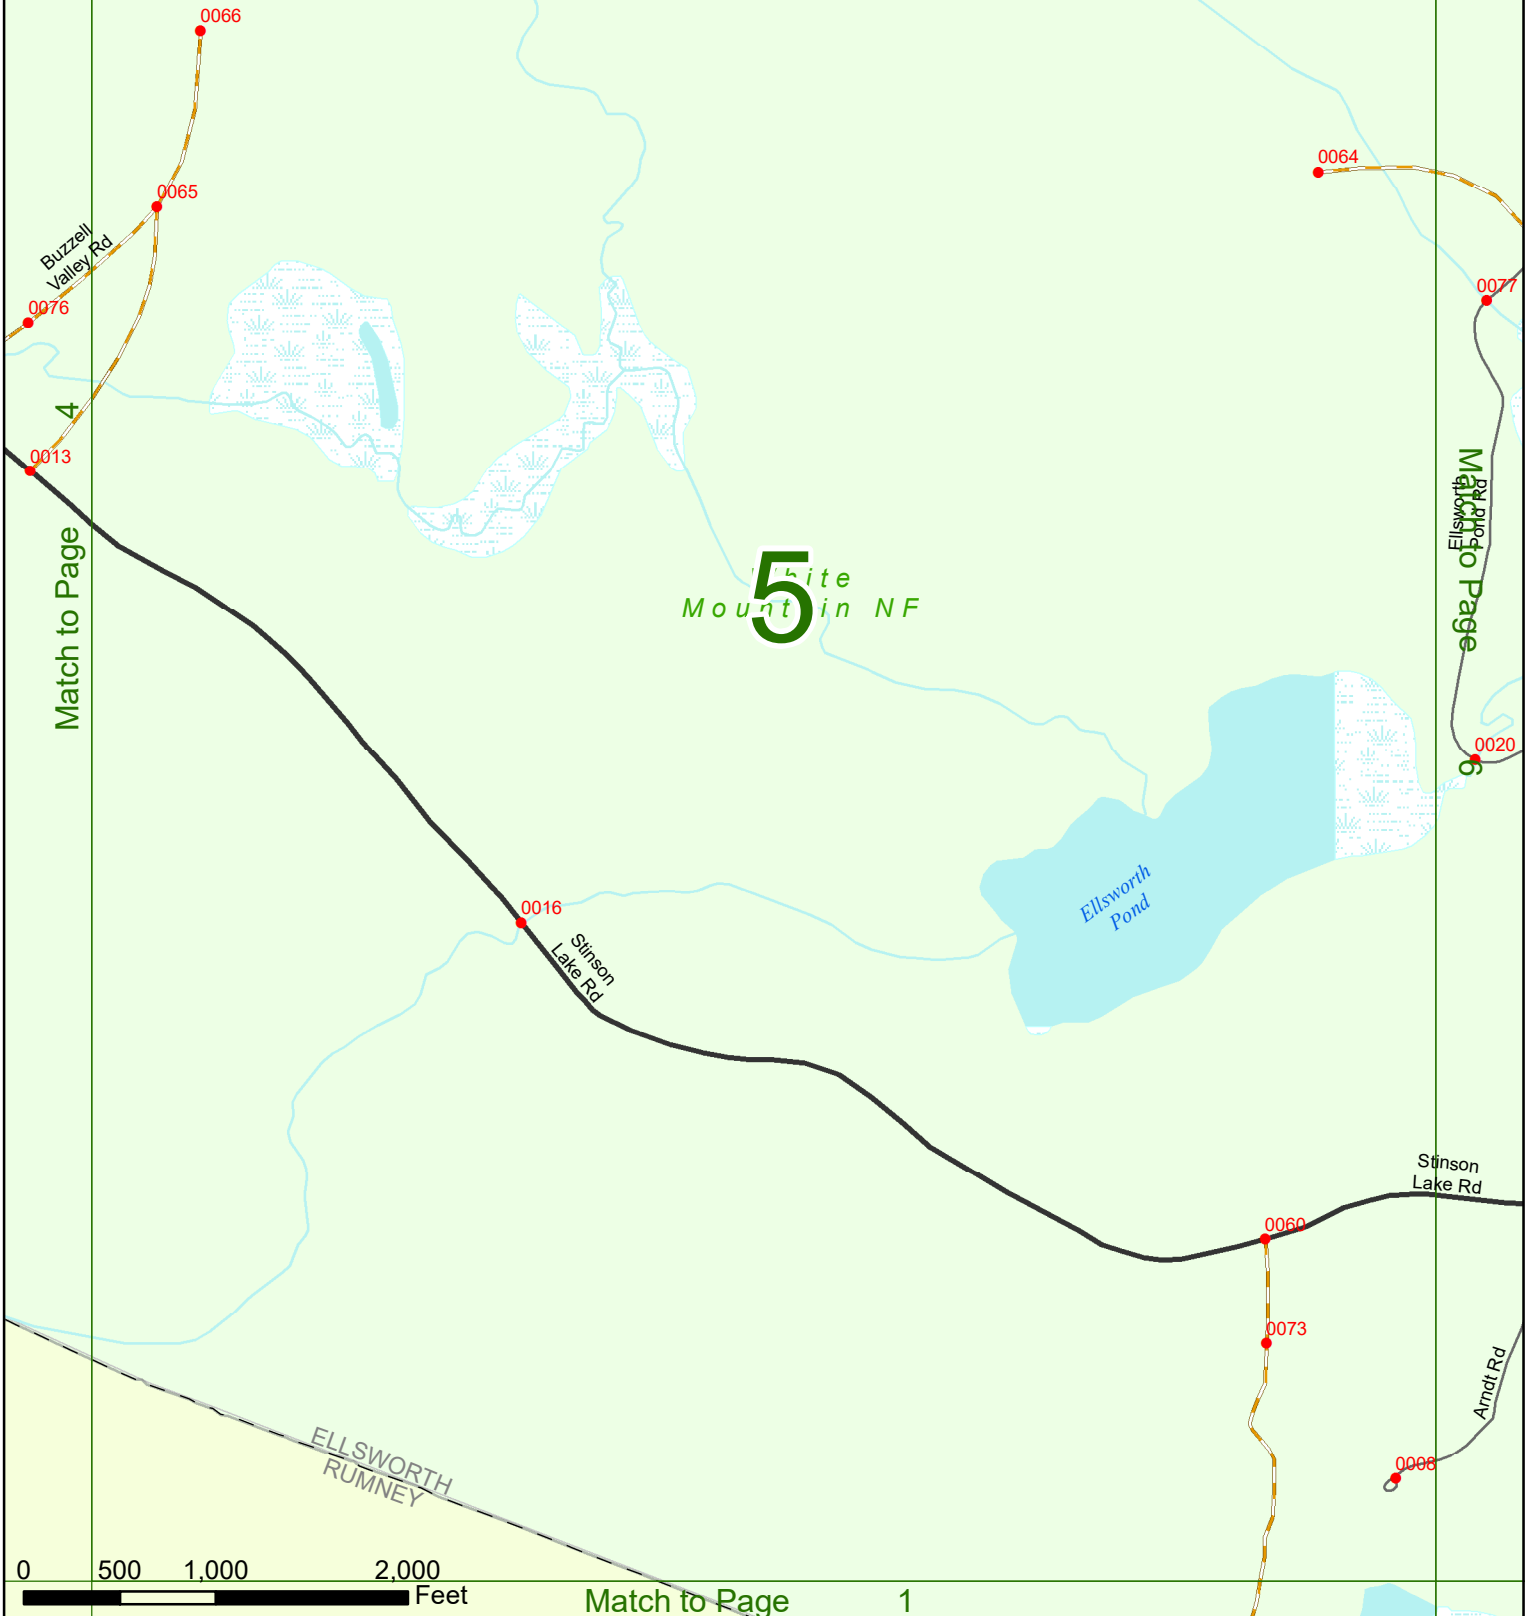 0066
0064
0065
Buzzell
Valley Rd
0077
0076
4
0013
Match to Page
Ellsworth
Pond Rd
Match to Page
5
White
Mountain NF
0020
6
Ellsworth
Pond
0016
Stinson
Lake Rd
Stinson
Lake Rd
0060
0073
Arndt Rd
0008
ELLSWORTH
RUMNEY
0 500 1,000 2,000
Feet
Match to Page 1